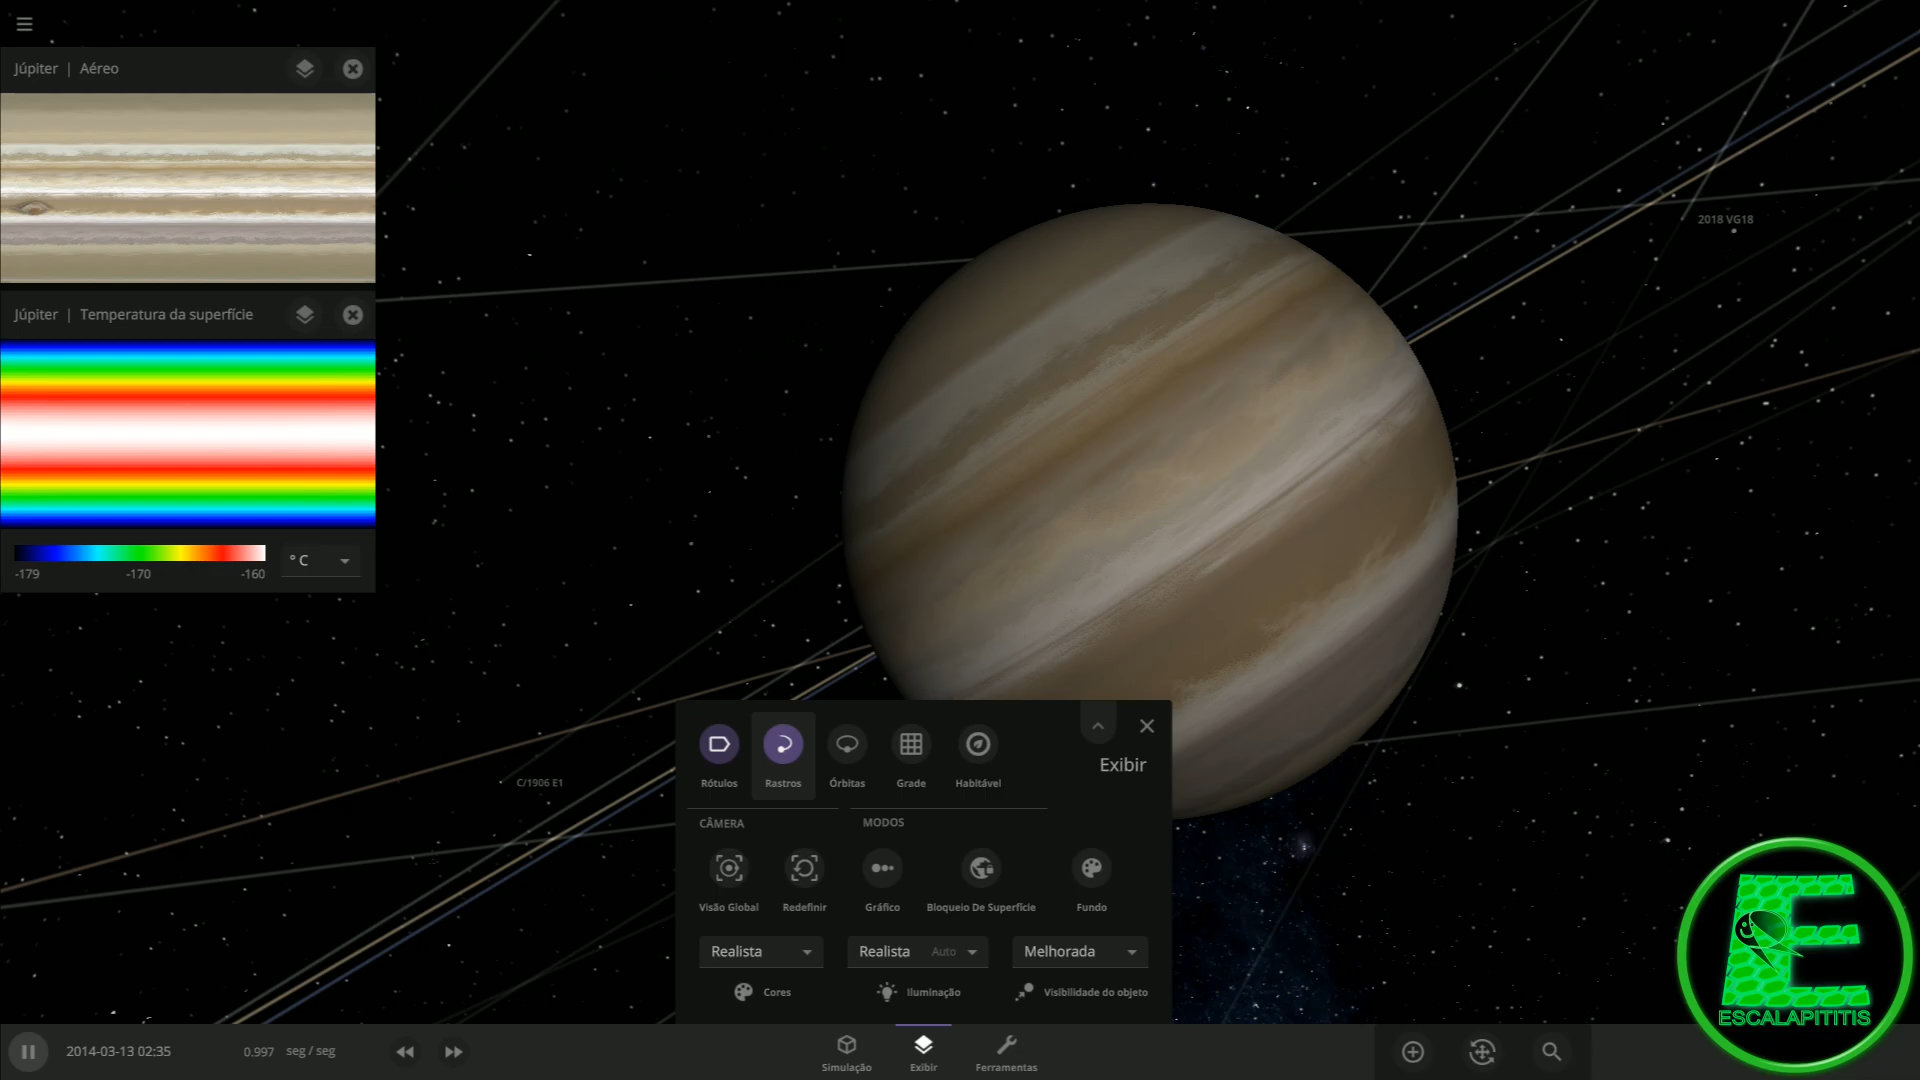 Júpiter | Aéreo
Júpiter | Temperatura da superfície
-179 -170 -160
° C
2018 VG18
C/1906 E1
Exibir
Rótulos Rastros Órbitas Grade Habitável
CÂMERA MODOS
Visão Global Redefinir Gráfico Bloqueio De Superfície Fundo
Realista Realista Auto Melhorada
Cores Iluminação Visibilidade do objeto
2014-03-13 02:35 0.997 seg / seg
Simulação Exibir Ferramentas
E
ESCALAPITITIS